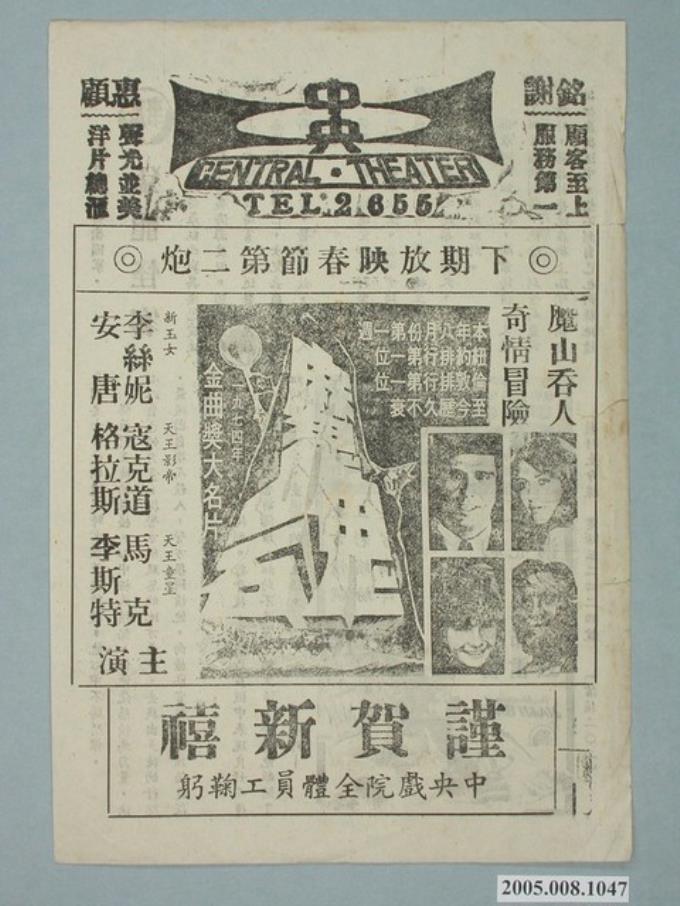 銘謝
惠顧
顧客至上
服務第一
中央
CENTRAL・THEATER
TEL.2655
聲光並美
洋片總匯
◎下期放映春節第二炮◎
魔山吞人
奇情冒險
本年八月份第一週
紐約排行第一位
倫敦排行第一位
至今歷久不衰
一九七四年
金曲獎大名片
新玉女
李絲妮
安唐
天王影帝
寇克道
格拉斯
天王童星
馬克
李斯特
主演
謹賀新禧
中央戲院全體員工鞠躬
2005.008.1047